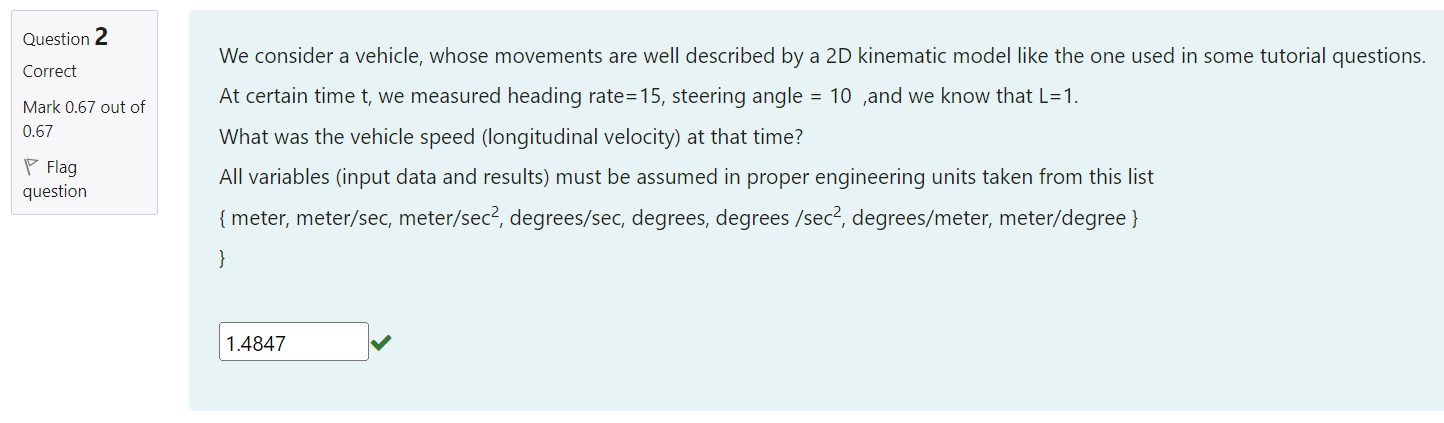 Question 2
Correct
Mark 0.67 out of
0.67
Flag
question
We consider a vehicle, whose movements are well described by a 2D kinematic model like the one used in some tutorial questions.
At certain time t, we measured heading rate=15, steering angle = 10 ,and we know that L=1.
What was the vehicle speed (longitudinal velocity) at that time?
All variables (input data and results) must be assumed in proper engineering units taken from this list
{ meter, meter/sec, meter/sec², degrees/sec, degrees, degrees /sec², degrees/meter, meter/degree }
}
1.4847